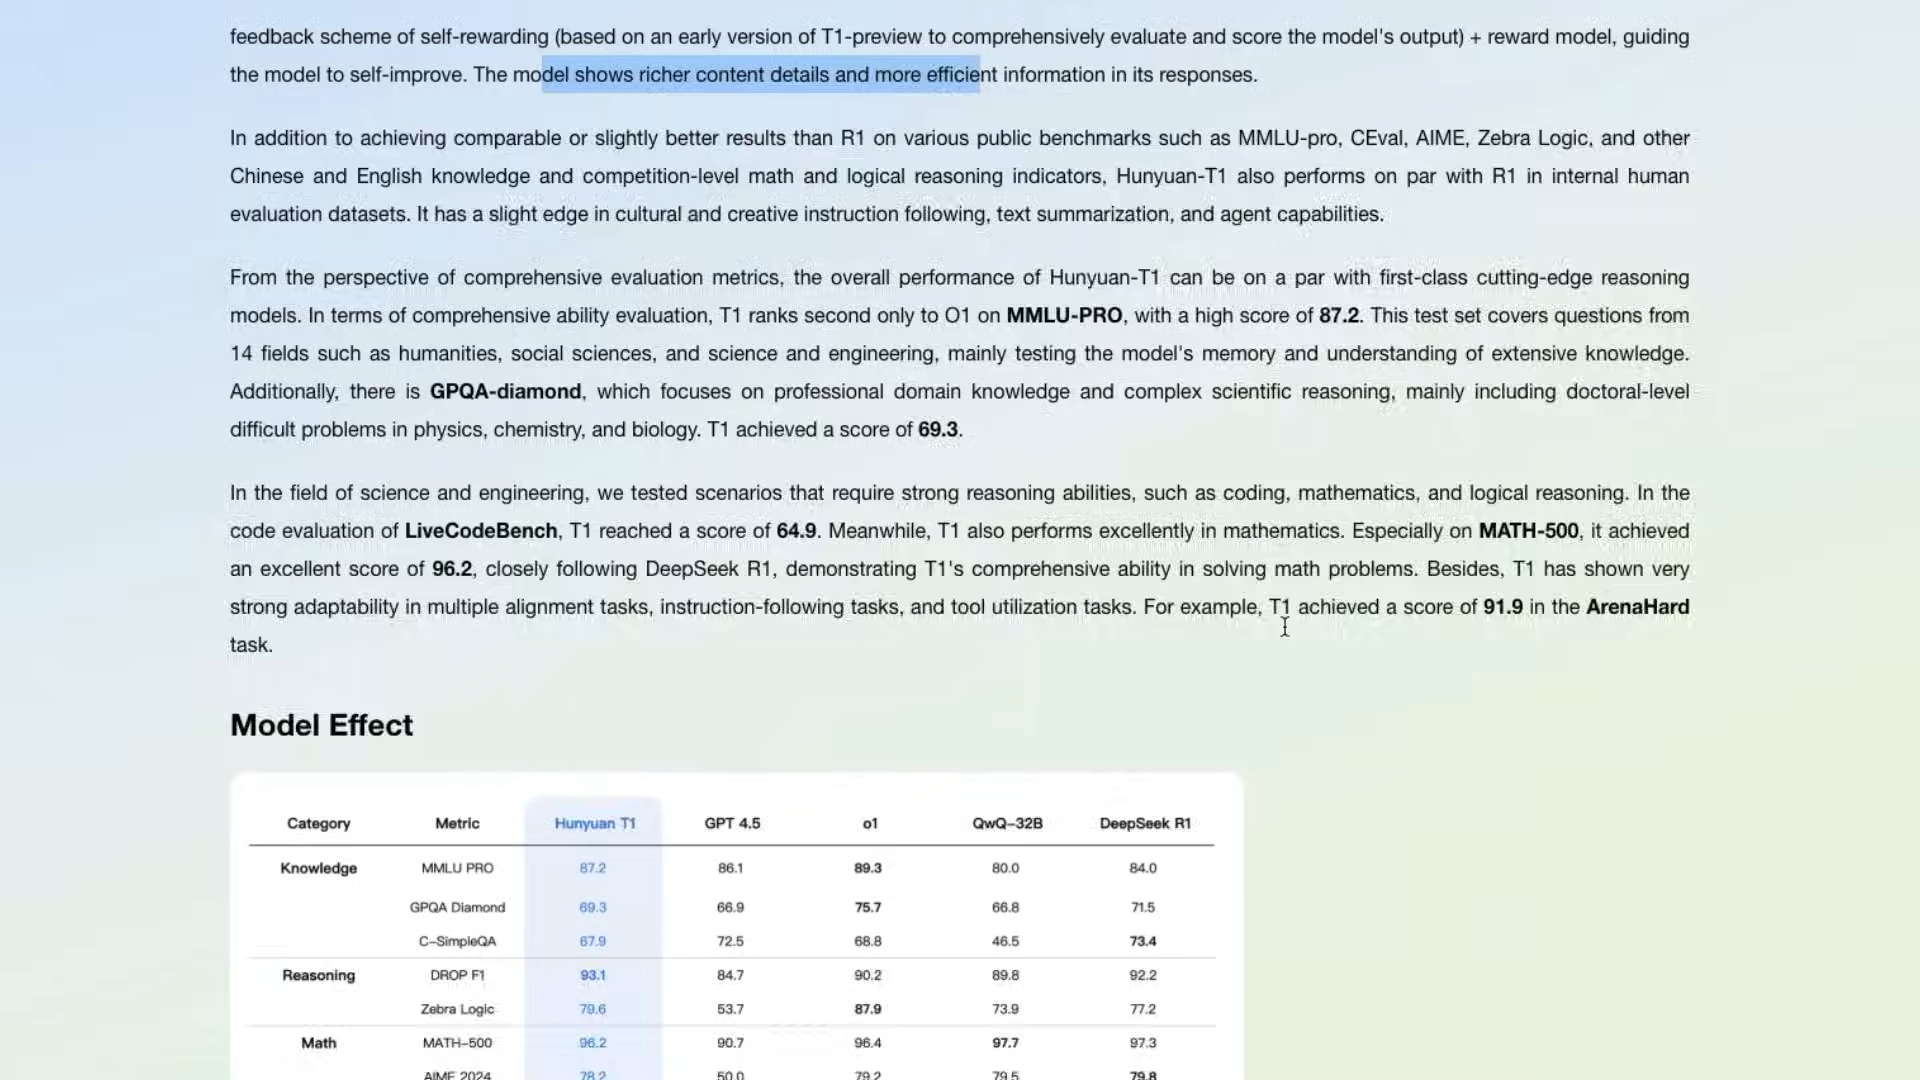 feedback scheme of self-rewarding (based on an early version of T1-preview to comprehensively evaluate and score the model's output) + reward model, guiding
the model to self-improve. The model shows richer content details and more efficient information in its responses.
In addition to achieving comparable or slightly better results than R1 on various public benchmarks such as MMLU-pro, CEval, AIME, Zebra Logic, and other
Chinese and English knowledge and competition-level math and logical reasoning indicators, Hunyuan-T1 also performs on par with R1 in internal human
evaluation datasets. It has a slight edge in cultural and creative instruction following, text summarization, and agent capabilities.
From the perspective of comprehensive evaluation metrics, the overall performance of Hunyuan-T1 can be on a par with first-class cutting-edge reasoning
models. In terms of comprehensive ability evaluation, T1 ranks second only to O1 on MMLU-PRO, with a high score of 87.2. This test set covers questions from
14 fields such as humanities, social sciences, and science and engineering, mainly testing the model's memory and understanding of extensive knowledge.
Additionally, there is GPQA-diamond, which focuses on professional domain knowledge and complex scientific reasoning, mainly including doctoral-level
difficult problems in physics, chemistry, and biology. T1 achieved a score of 69.3.
In the field of science and engineering, we tested scenarios that require strong reasoning abilities, such as coding, mathematics, and logical reasoning. In the
code evaluation of LiveCodeBench, T1 reached a score of 64.9. Meanwhile, T1 also performs excellently in mathematics. Especially on MATH-500, it achieved
an excellent score of 96.2, closely following DeepSeek R1, demonstrating T1's comprehensive ability in solving math problems. Besides, T1 has shown very
strong adaptability in multiple alignment tasks, instruction-following tasks, and tool utilization tasks. For example, T1 achieved a score of 91.9 in the ArenaHard
task.
Model Effect
Category Metric Hunyuan T1 GPT 4.5 o1 QwQ-32B DeepSeek R1
Knowledge MMLU PRO 87.2 86.1 89.3 80.0 84.0
GPQA Diamond 69.3 66.9 75.7 66.8 71.5
C-SimpleQA 67.9 72.5 68.8 46.5 73.4
Reasoning DROP F1 93.1 84.7 90.2 89.8 92.2
Zebra Logic 79.6 53.7 87.9 73.9 77.2
Math MATH-500 96.2 90.7 96.4 97.7 97.3
AIME 2024 78.2 50.0 79.2 79.5 79.8